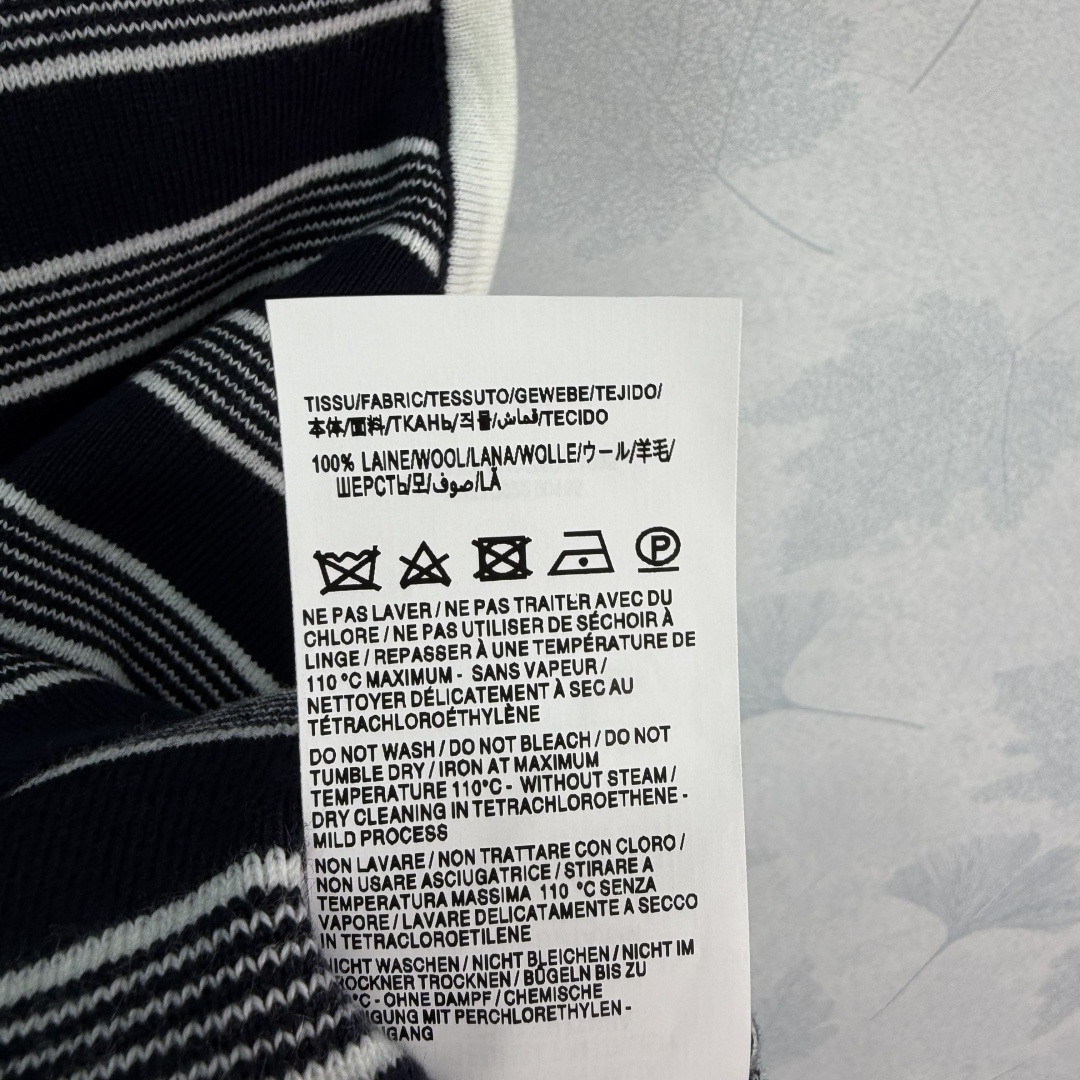 TISSU/FABRIC/TESSUTO/GEWEBE/TEJIDO/
本体/面料/ТКАНЬ/직물/قماش/TECIDO
100% LAINE/WOOL/LANA/WOLLE/ウール/羊毛/
ШЕРСТЬ/모/صوف/LÃ
P
NE PAS LAVER / NE PAS TRAITER AVEC DU
CHLORE / NE PAS UTILISER DE SÉCHOIR À
LINGE / REPASSER À UNE TEMPÉRATURE DE
110 °C MAXIMUM - SANS VAPEUR /
NETTOYER DÉLICATEMENT À SEC AU
TÉTRACHLOROÉTHYLÈNE
DO NOT WASH / DO NOT BLEACH / DO NOT
TUMBLE DRY / IRON AT MAXIMUM
TEMPERATURE 110°C - WITHOUT STEAM /
DRY CLEANING IN TETRACHLOROETHENE -
MILD PROCESS
NON LAVARE / NON TRATTARE CON CLORO /
NON USARE ASCIUGATRICE / STIRARE A
TEMPERATURA MASSIMA 110 °C SENZA
VAPORE / LAVARE DELICATAMENTE A SECCO
IN TETRACLOROETILENE
ICHT WASCHEN / NICHT BLEICHEN / NICHT IM
ROCKNER TROCKNEN / BÜGELN BIS ZU
°C - OHNE DAMPF / CHEMISCHE
IGUNG MIT PERCHLORETHYLEN -
GANG